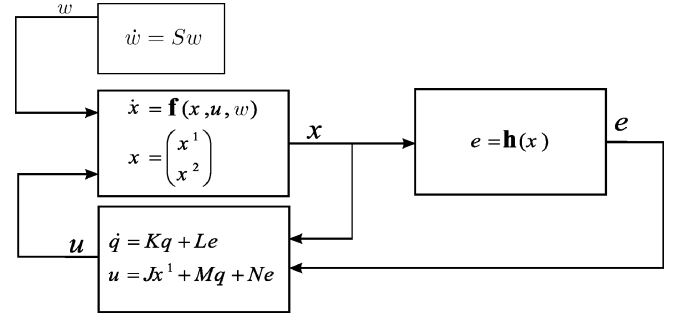 w
ẇ = Sw
ẋ = f(x,u,w)
x = (x¹
x²)
x
e = h(x)
e
u
q̇ = Kq + Le
u = Jx¹ + Mq + Ne